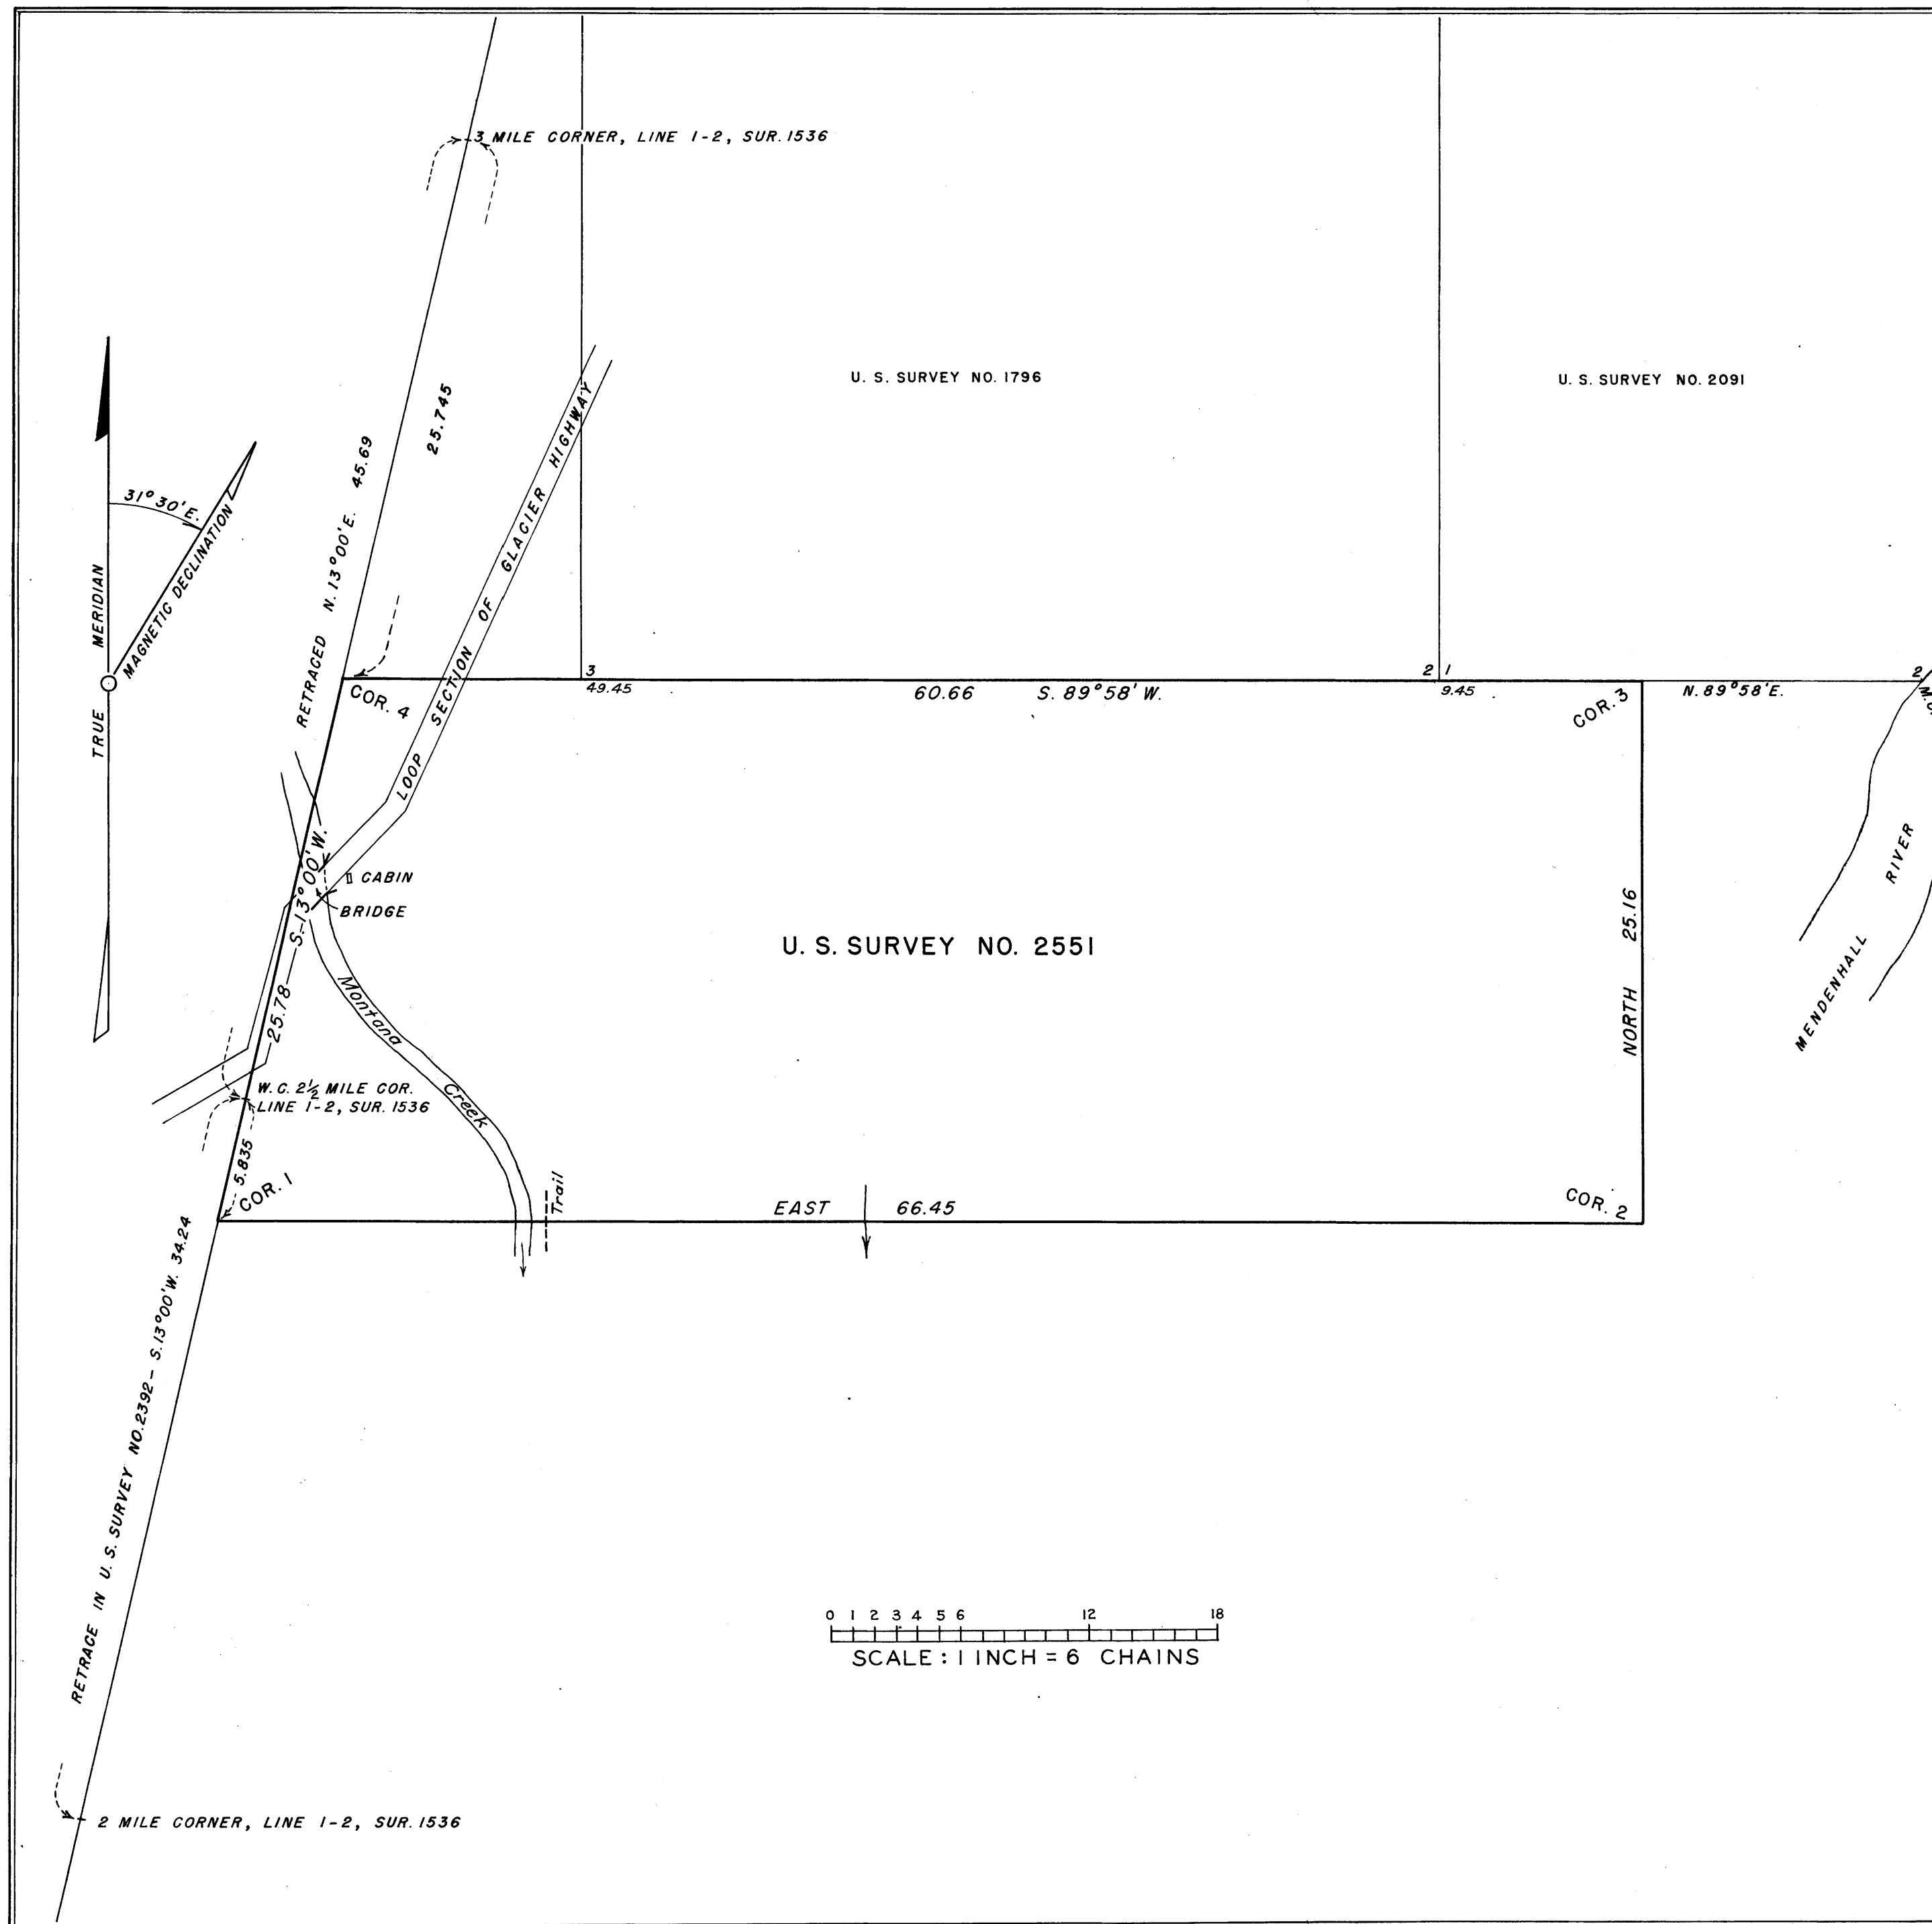 3 MILE CORNER, LINE 1-2, SUR. 1536
U. S. SURVEY NO. 1796
U. S. SURVEY NO. 2091
25.745
RETRACED N. 13°00'E. 45.69
31°30'E.
MAGNETIC DECLINATION
TRUE MERIDIAN
LOOP SECTION OF GLACIER HIGHWAY
3
49.45
60.66 S. 89°58' W.
2 1
9.45
COR. 3
N. 89°58'E.
2
COR. 4
S. 13°00' W.
25.78
CABIN
BRIDGE
U. S. SURVEY NO. 2551
NORTH 25.16
MENDENHALL RIVER
Montana Creek
W. C. 2½ MILE COR.
LINE 1-2, SUR. 1536
5.835
COR. 1
Trail
EAST 66.45
COR. 2
RETRACE IN U. S. SURVEY NO. 2392 - S. 13°00' W. 34.24
0 1 2 3 4 5 6 12 18
SCALE : 1 INCH = 6 CHAINS
2 MILE CORNER, LINE 1-2, SUR. 1536